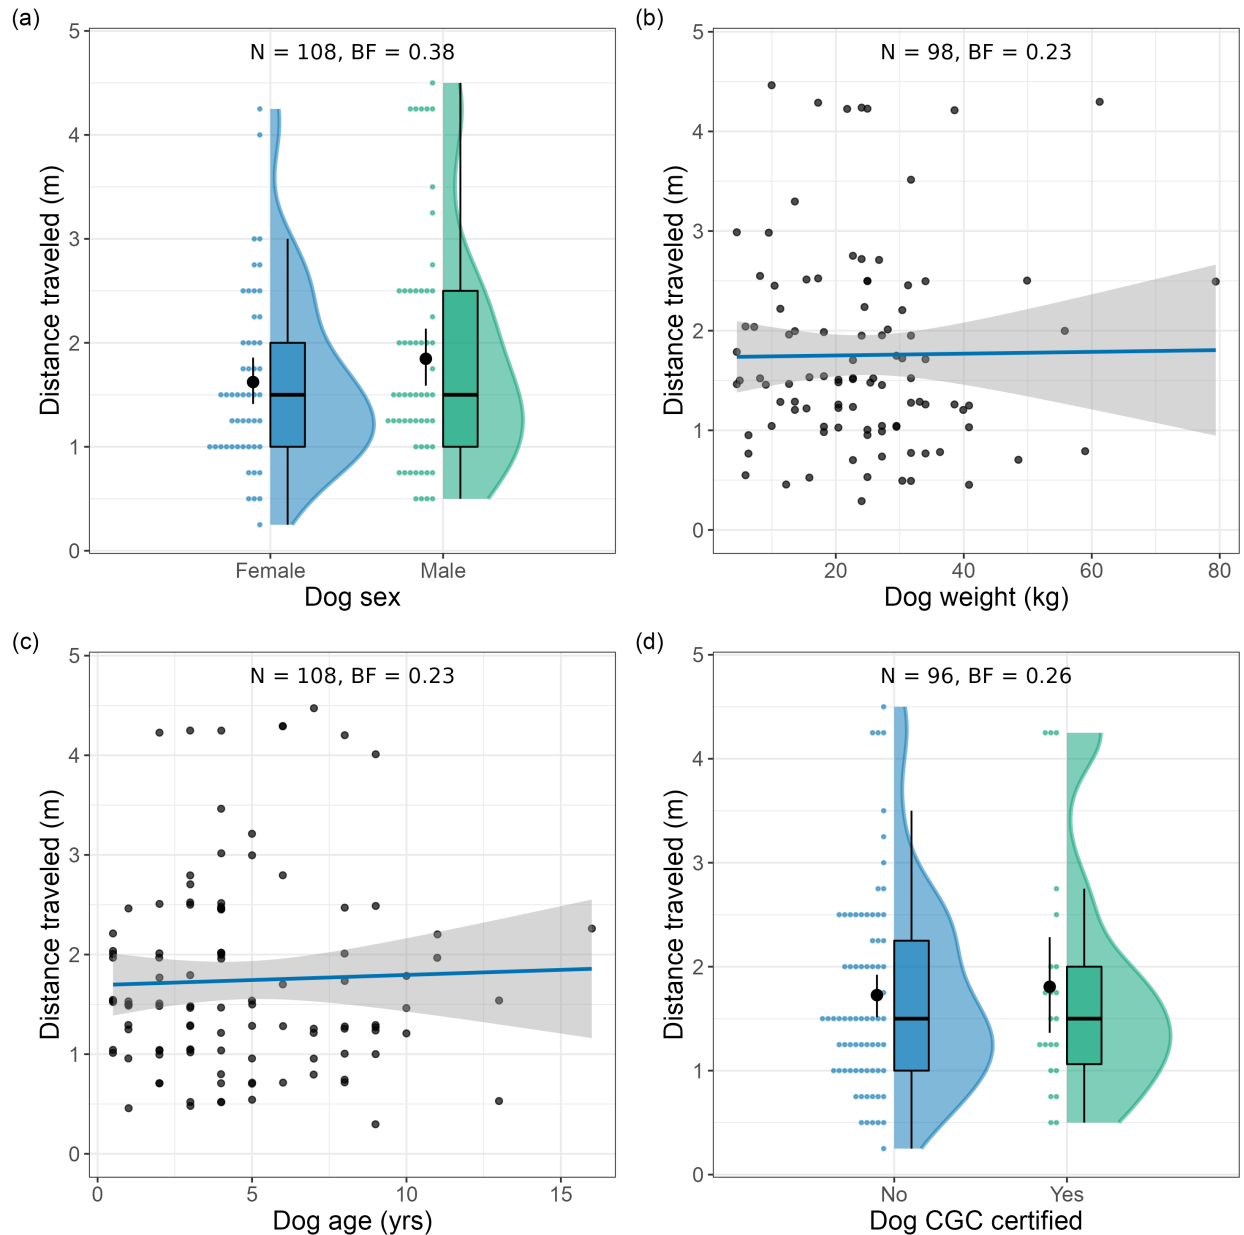 (a)
N = 108, BF = 0.38
Distance traveled (m)
5
4
3
2
1
0
Female Male
Dog sex
(b)
N = 98, BF = 0.23
Distance traveled (m)
5
4
3
2
1
0
20 40 60 80
Dog weight (kg)
(c)
N = 108, BF = 0.23
Distance traveled (m)
5
4
3
2
1
0
0 5 10 15
Dog age (yrs)
(d)
N = 96, BF = 0.26
Distance traveled (m)
5
4
3
2
1
0
No Yes
Dog CGC certified